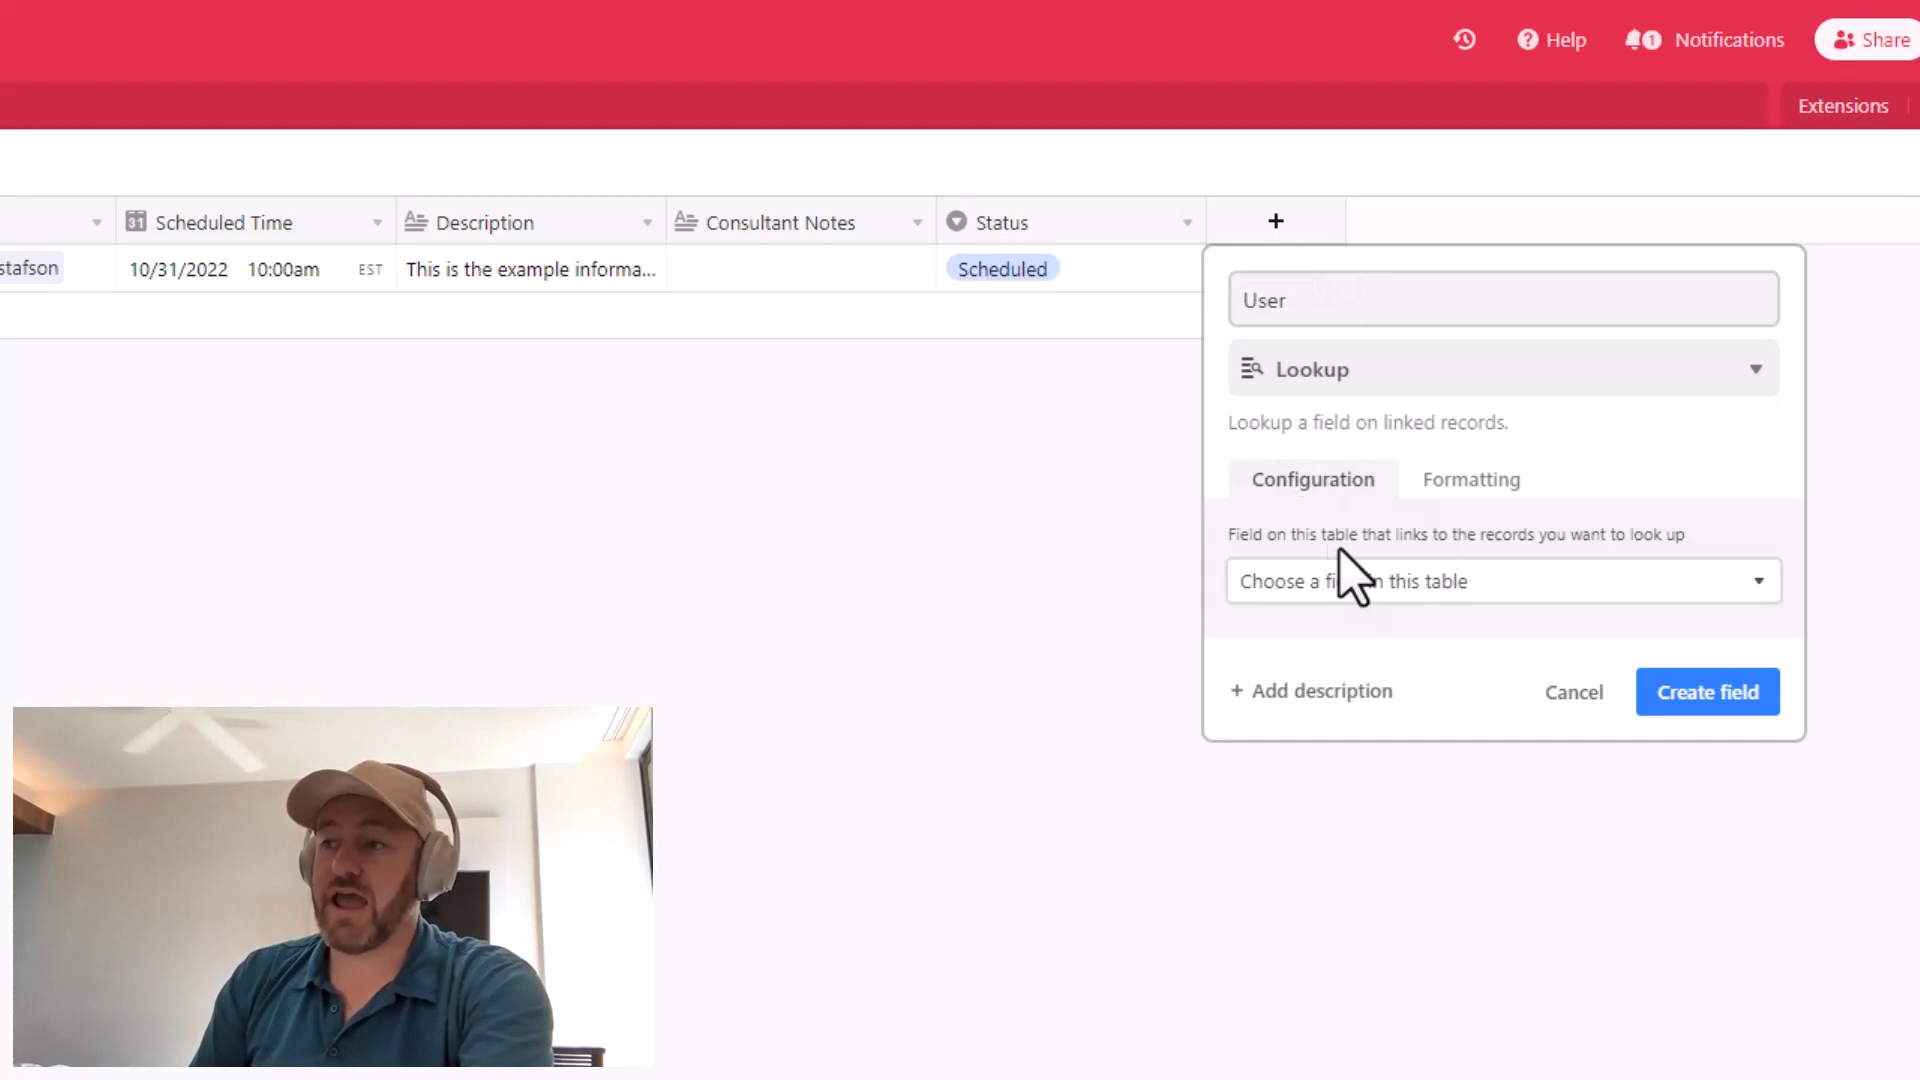 Help
1
Notifications
Share
Extensions
31 Scheduled Time
Description
Consultant Notes
Status
+
stafson
10/31/2022 10:00am EST
This is the example informa...
Scheduled
User
Lookup
Lookup a field on linked records.
Configuration
Formatting
Field on this table that links to the records you want to look up
Choose a fi n this table
+ Add description
Cancel
Create field